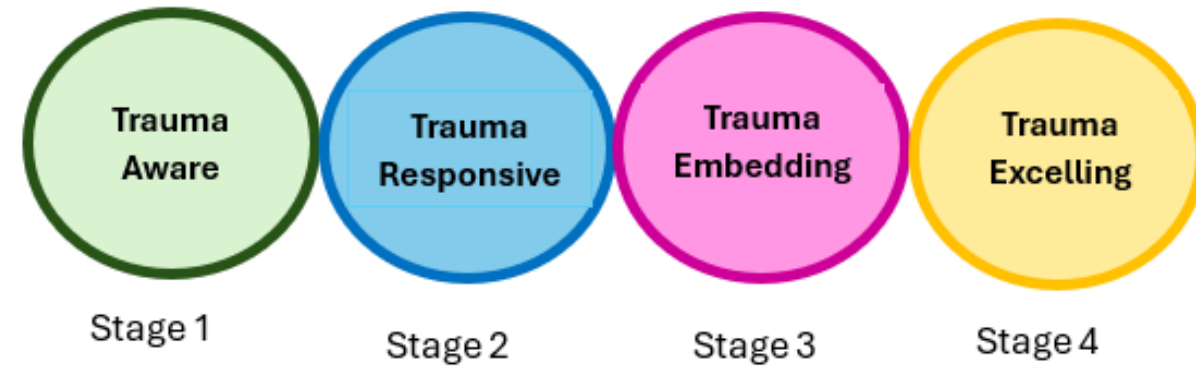 Trauma
Aware
Trauma
Responsive
Trauma
Embedding
Trauma
Excelling
Stage 1
Stage 2
Stage 3
Stage 4